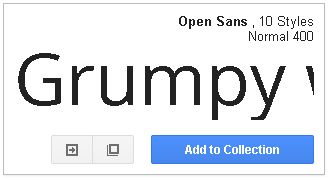 Open Sans , 10 Styles
Normal 400
Grumpy
Add to Collection